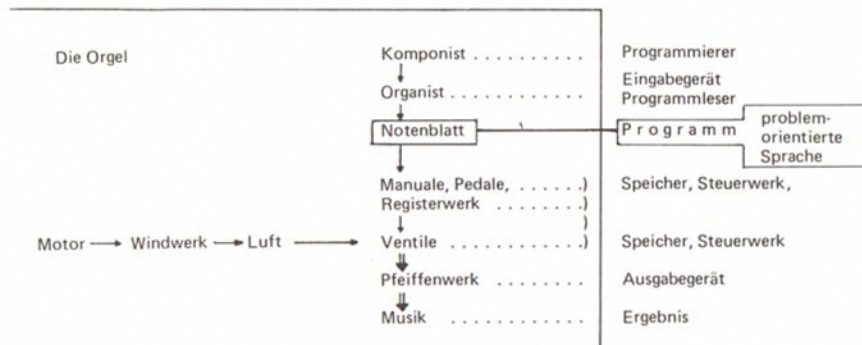 Die Orgel
Komponist . . . . . . . . . . Programmierer
Eingabegerät
Organist . . . . . . . . . . . . Programmleser
Notenblatt
P r o g r a m m
problem-
orientierte
Sprache
Manuale, Pedale, . . . . . .) Speicher, Steuerwerk,
Registerwerk . . . . . . . .)
)
Motor Windwerk Luft Ventile . . . . . . . . . . . .) Speicher, Steuerwerk
Pfeiffenwerk . . . . . . . . Ausgabegerät
Musik . . . . . . . . . . . . Ergebnis